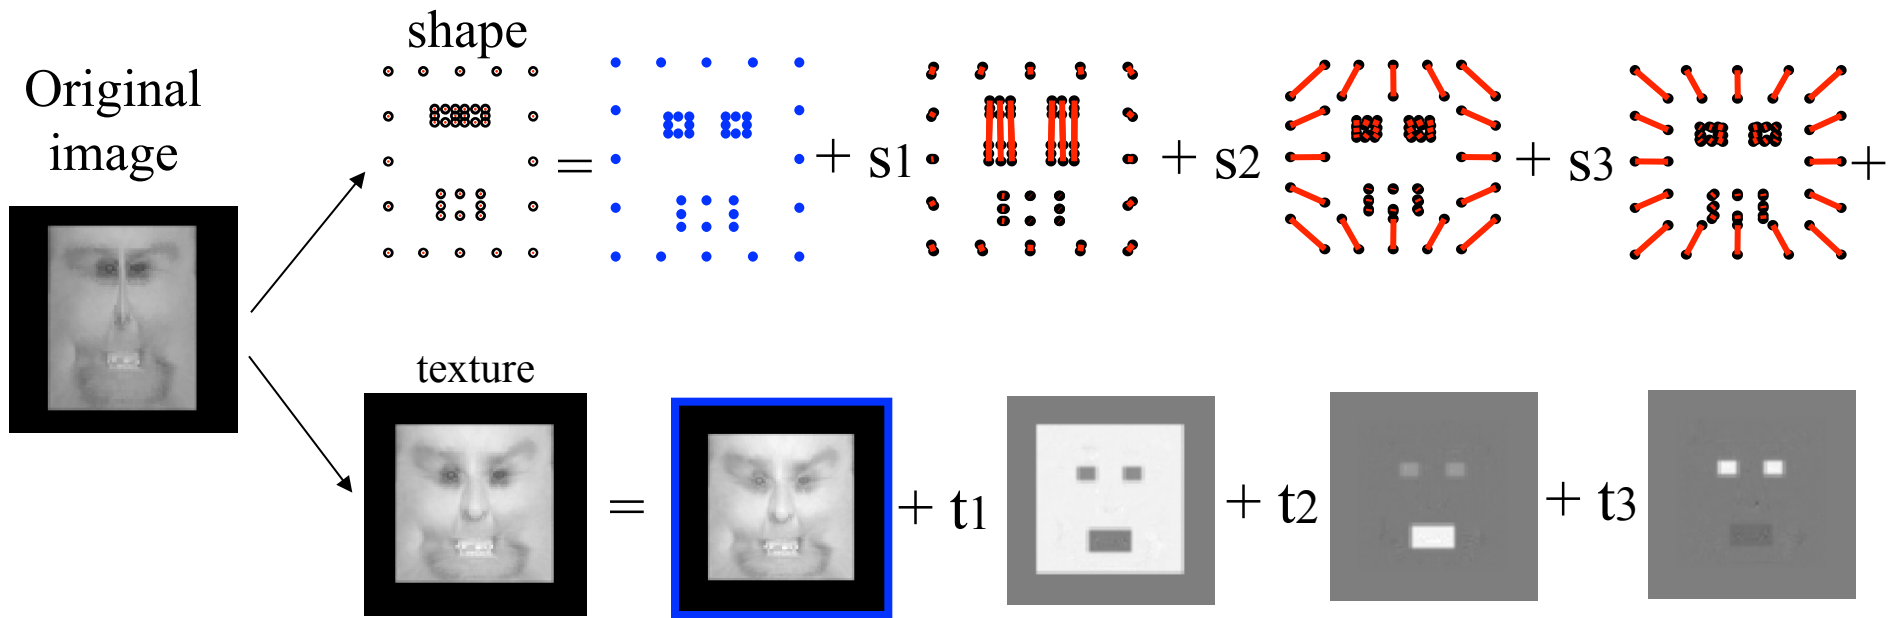 Original
image
shape
= + s1 + s2 + s3 +
texture
= + t1 + t2 + t3